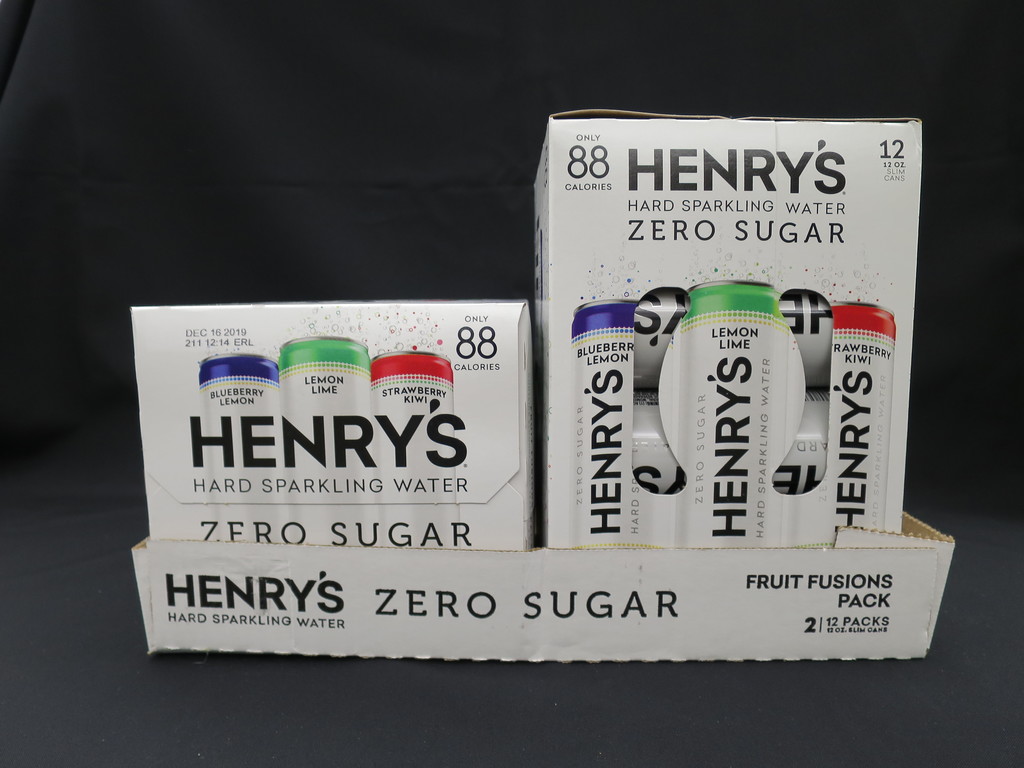 DEC 16 2019
211 12:14 ERL
ONLY
88
CALORIES
BLUEBERRY
LEMON
LEMON
LIME
STRAWBERRY
KIWI
HENRY'S
HARD SPARKLING WATER
ZERO SUGAR
ONLY
88
CALORIES
HENRY'S
HARD SPARKLING WATER
ZERO SUGAR
12
12 OZ.
SLIM
CANS
BLUEBERR
LEMON
ZERO SUGAR
HENRY'S
HARD S
LEMON
LIME
ZERO SUGAR
HENRY'S
HARD SPARKLING WATER
RAWBERRY
KIWI
HENRY'S
HARD SPARKLING WATER
HENRY'S
HARD SPARKLING WATER
ZERO SUGAR
FRUIT FUSIONS
PACK
2 | 12 PACKS
12 OZ. SLIM CANS